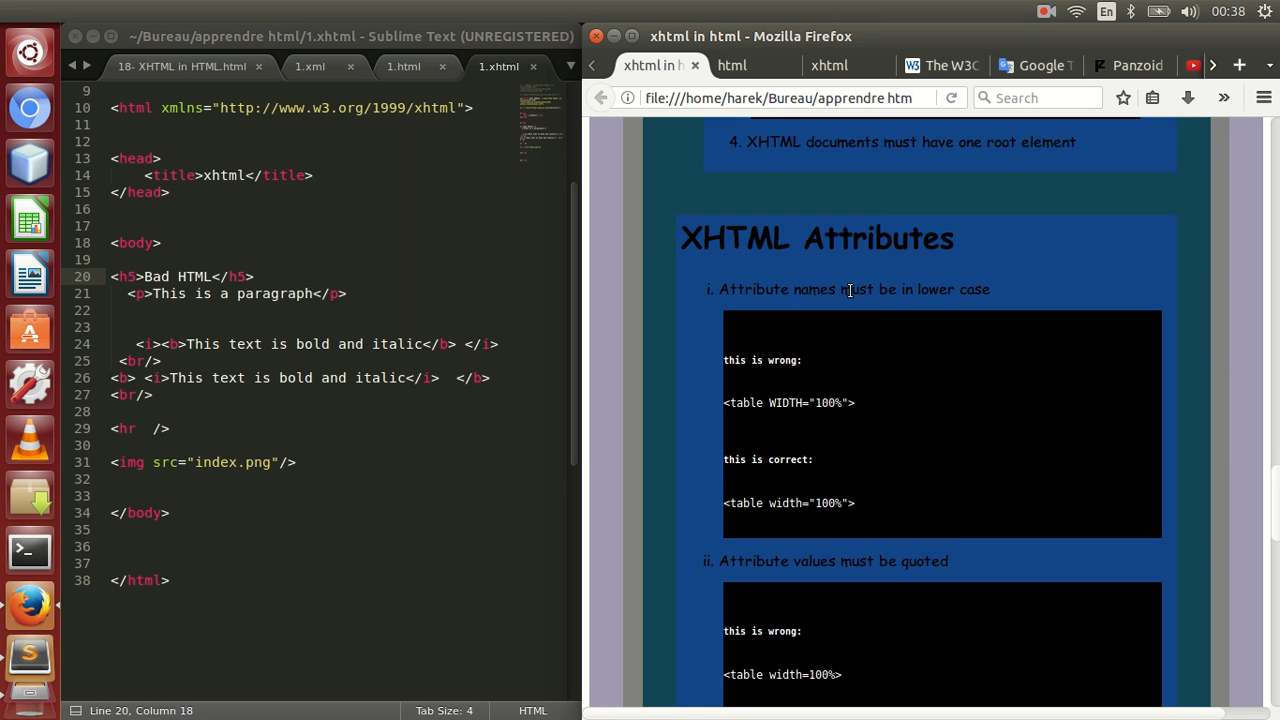 00:38
En
~/Bureau/apprendre html/1.xhtml - Sublime Text (UNREGISTERED)
18- XHTML in HTML.html
1.xml
1.html
1.xhtml
9
10 <html xmlns="http://www.w3.org/1999/xhtml">
11
12
13 <head>
14 <title>xhtml</title>
15 </head>
16
17
18 <body>
19
20 <h5>Bad HTML</h5>
21 <p>This is a paragraph</p>
22
23
24 <i><b>This text is bold and italic</b> </i>
25 <br/>
26 <b> <i>This text is bold and italic</i> </b>
27 <br/>
28
29 <hr />
30
31 <img src="index.png"/>
32
33
34 </body>
35
36
37
38 </html>
Line 20, Column 18
Tab Size: 4
HTML
xhtml in html - Mozilla Firefox
xhtml in h
html
xhtml
W3 The W3C
Google T
Panzoid
file:///home/harek/Bureau/apprendre htm
Search
4. XHTML documents must have one root element
XHTML Attributes
i. Attribute names must be in lower case
this is wrong:
<table WIDTH="100%">
this is correct:
<table width="100%">
ii. Attribute values must be quoted
this is wrong:
<table width=100%>